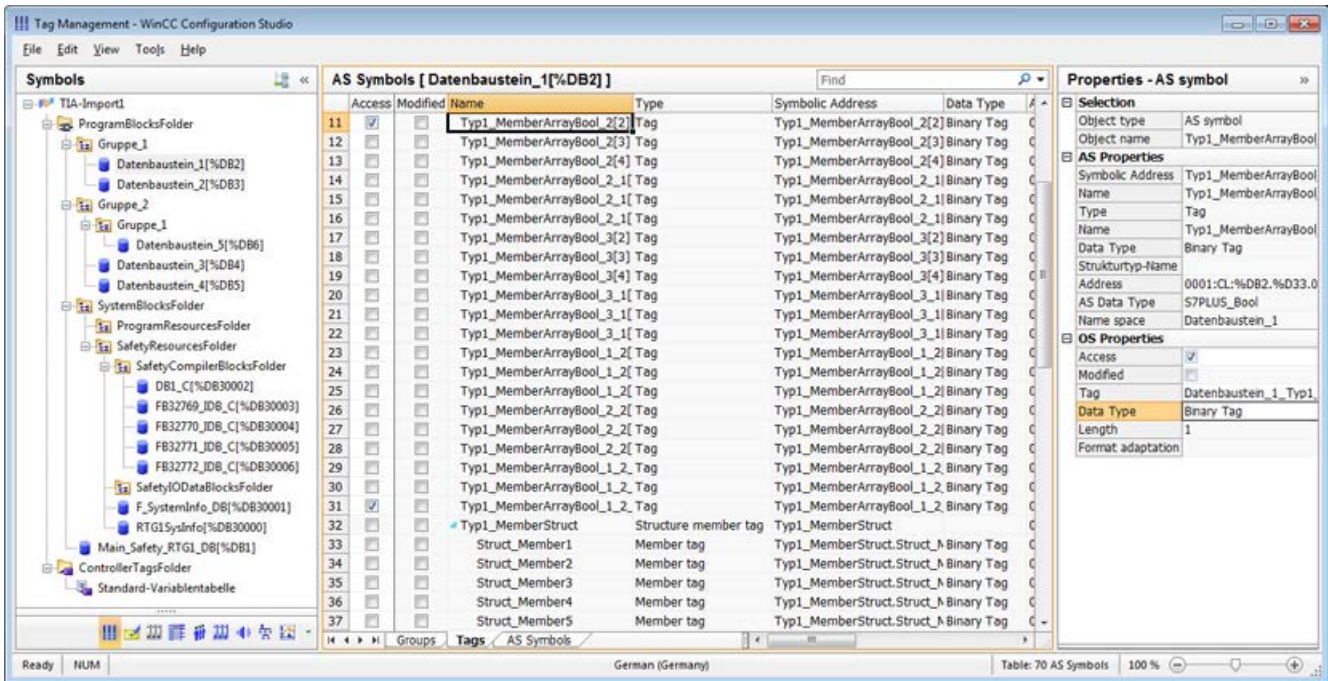 Tag Management - WinCC Configuration Studio
File Edit View Tools Help
Symbols «
TIA-Import1
ProgramBlocksFolder
Gruppe_1
Datenbaustein_1[%DB2]
Datenbaustein_2[%DB3]
Gruppe_2
Gruppe_1
Datenbaustein_5[%DB6]
Datenbaustein_3[%DB4]
Datenbaustein_4[%DB5]
SystemBlocksFolder
ProgramResourcesFolder
SafetyResourcesFolder
SafetyCompilerBlocksFolder
DB1_C[%DB30002]
FB32769_IDB_C[%DB30003]
FB32770_IDB_C[%DB30004]
FB32771_IDB_C[%DB30005]
FB32772_IDB_C[%DB30006]
SafetyIODataBlocksFolder
F_SystemInfo_DB[%DB30001]
RTG1SysInfo[%DB30000]
Main_Safety_RTG1_DB[%DB1]
ControllerTagsFolder
Standard-Variablentabelle
AS Symbols [ Datenbaustein_1[%DB2] ] Find
Access Modified Name Type Symbolic Address Data Type
11 Typ1_MemberArrayBool_2[2] Tag Typ1_MemberArrayBool_2[2] Binary Tag
12 Typ1_MemberArrayBool_2[3] Tag Typ1_MemberArrayBool_2[3] Binary Tag
13 Typ1_MemberArrayBool_2[4] Tag Typ1_MemberArrayBool_2[4] Binary Tag
14 Typ1_MemberArrayBool_2_1[ Tag Typ1_MemberArrayBool_2_1[ Binary Tag
15 Typ1_MemberArrayBool_2_1[ Tag Typ1_MemberArrayBool_2_1[ Binary Tag
16 Typ1_MemberArrayBool_2_1[ Tag Typ1_MemberArrayBool_2_1[ Binary Tag
17 Typ1_MemberArrayBool_3[2] Tag Typ1_MemberArrayBool_3[2] Binary Tag
18 Typ1_MemberArrayBool_3[3] Tag Typ1_MemberArrayBool_3[3] Binary Tag
19 Typ1_MemberArrayBool_3[4] Tag Typ1_MemberArrayBool_3[4] Binary Tag
20 Typ1_MemberArrayBool_3_1[ Tag Typ1_MemberArrayBool_3_1[ Binary Tag
21 Typ1_MemberArrayBool_3_1[ Tag Typ1_MemberArrayBool_3_1[ Binary Tag
22 Typ1_MemberArrayBool_3_1[ Tag Typ1_MemberArrayBool_3_1[ Binary Tag
23 Typ1_MemberArrayBool_1_2[ Tag Typ1_MemberArrayBool_1_2[ Binary Tag
24 Typ1_MemberArrayBool_1_2[ Tag Typ1_MemberArrayBool_1_2[ Binary Tag
25 Typ1_MemberArrayBool_1_2[ Tag Typ1_MemberArrayBool_1_2[ Binary Tag
26 Typ1_MemberArrayBool_2_2[ Tag Typ1_MemberArrayBool_2_2[ Binary Tag
27 Typ1_MemberArrayBool_2_2[ Tag Typ1_MemberArrayBool_2_2[ Binary Tag
28 Typ1_MemberArrayBool_2_2[ Tag Typ1_MemberArrayBool_2_2[ Binary Tag
29 Typ1_MemberArrayBool_1_2_ Tag Typ1_MemberArrayBool_1_2_ Binary Tag
30 Typ1_MemberArrayBool_1_2_ Tag Typ1_MemberArrayBool_1_2_ Binary Tag
31 Typ1_MemberArrayBool_1_2_ Tag Typ1_MemberArrayBool_1_2_ Binary Tag
32 Typ1_MemberStruct Structure member tag Typ1_MemberStruct
33 Struct_Member1 Member tag Typ1_MemberStruct.Struct_M Binary Tag
34 Struct_Member2 Member tag Typ1_MemberStruct.Struct_M Binary Tag
35 Struct_Member3 Member tag Typ1_MemberStruct.Struct_M Binary Tag
36 Struct_Member4 Member tag Typ1_MemberStruct.Struct_M Binary Tag
37 Struct_Member5 Member tag Typ1_MemberStruct.Struct_M Binary Tag
Groups Tags AS Symbols
Properties - AS symbol »
Selection
Object type AS symbol
Object name Typ1_MemberArrayBool
AS Properties
Symbolic Address Typ1_MemberArrayBool
Name Typ1_MemberArrayBool
Type Tag
Name Typ1_MemberArrayBool
Data Type Binary Tag
Strukturtyp-Name
Address 0001:CL:%DB2.%D33.0
AS Data Type S7PLUS_Bool
Name space Datenbaustein_1
OS Properties
Access
Modified
Tag Datenbaustein_1_Typ1_
Data Type Binary Tag
Length 1
Format adaptation
Ready NUM German (Germany) Table: 70 AS Symbols 100 %